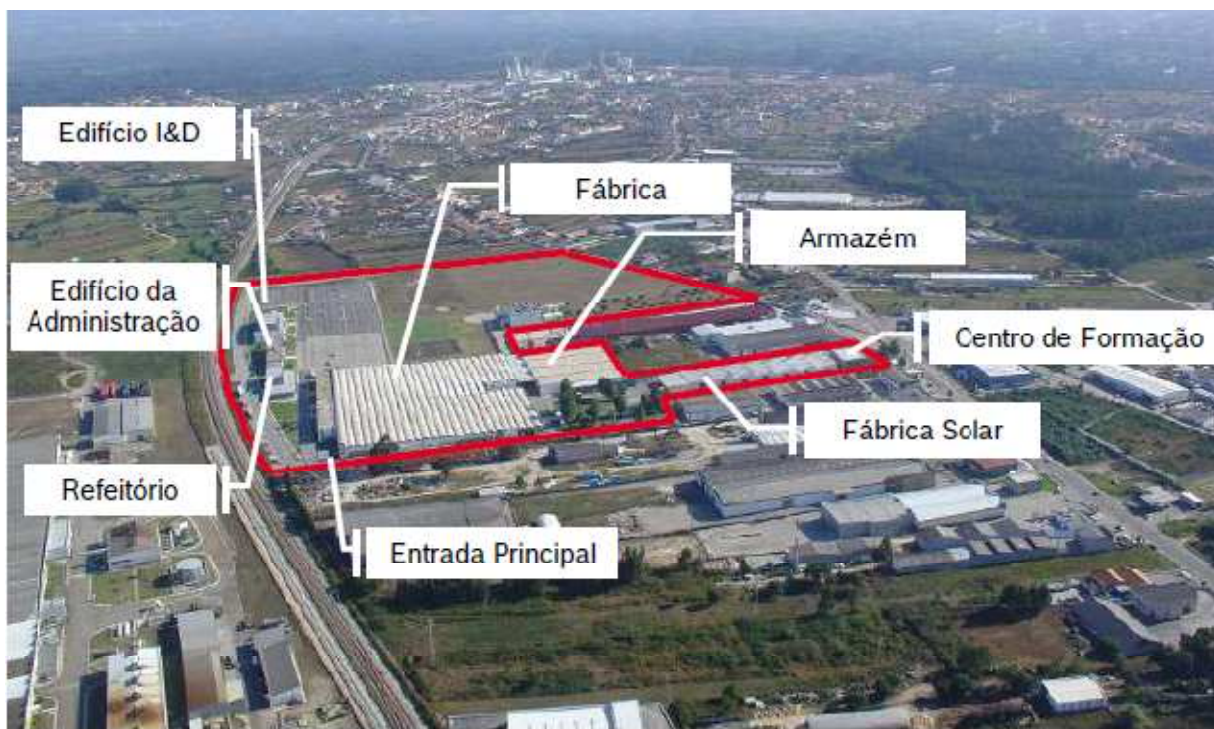 Edifício I&D
Fábrica
Armazém
Edifício da
Administração
Centro de Formação
Fábrica Solar
Refeitório
Entrada Principal